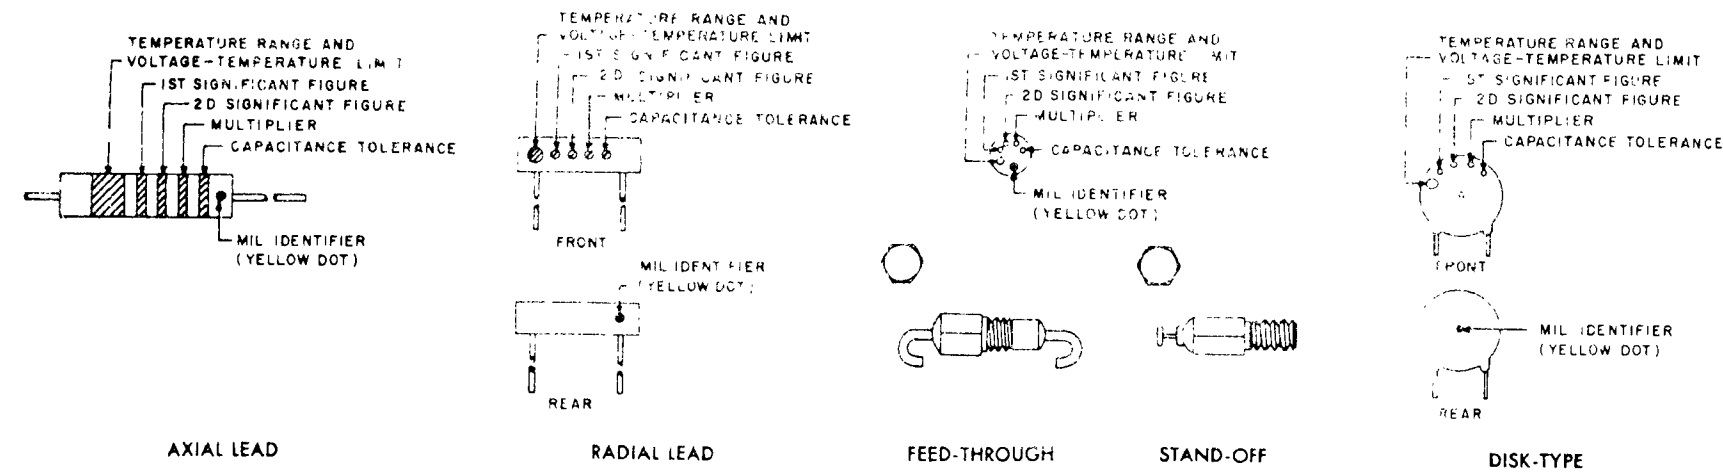 TEMPERATURE RANGE AND
VOLTAGE-TEMPERATURE LIMIT
1ST SIGNIFICANT FIGURE
2D SIGNIFICANT FIGURE
MULTIPLIER
CAPACITANCE TOLERANCE
MIL IDENTIFIER
(YELLOW DOT)
AXIAL LEAD
TEMPERATURE RANGE AND
VOLTAGE-TEMPERATURE LIMIT
1ST SIGNIFICANT FIGURE
2D SIGNIFICANT FIGURE
MULTIPLIER
CAPACITANCE TOLERANCE
FRONT
MIL IDENTIFIER
(YELLOW DOT)
REAR
RADIAL LEAD
TEMPERATURE RANGE AND
VOLTAGE-TEMPERATURE LIMIT
1ST SIGNIFICANT FIGURE
2D SIGNIFICANT FIGURE
MULTIPLIER
CAPACITANCE TOLERANCE
MIL IDENTIFIER
(YELLOW DOT)
FEED-THROUGH
STAND-OFF
TEMPERATURE RANGE AND
VOLTAGE-TEMPERATURE LIMIT
1ST SIGNIFICANT FIGURE
2D SIGNIFICANT FIGURE
MULTIPLIER
CAPACITANCE TOLERANCE
FRONT
MIL IDENTIFIER
(YELLOW DOT)
REAR
DISK-TYPE